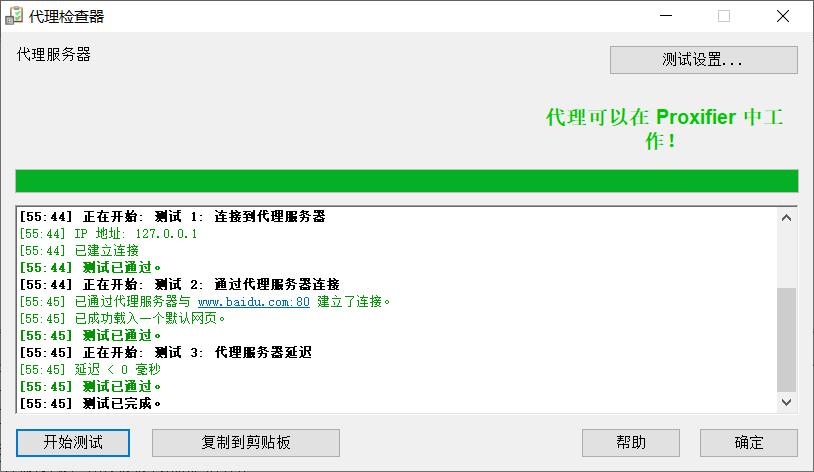 代理检查器
代理服务器
测试设置...
代理可以在 Proxifier 中工
作!
[55:44] 正在开始: 测试 1: 连接到代理服务器
[55:44] IP 地址: 127.0.0.1
[55:44] 已建立连接
[55:44] 测试已通过。
[55:44] 正在开始: 测试 2: 通过代理服务器连接
[55:45] 已通过代理服务器与 www.baidu.com:80 建立了连接。
[55:45] 已成功载入一个默认网页。
[55:45] 测试已通过。
[55:45] 正在开始: 测试 3: 代理服务器延迟
[55:45] 延迟 < 0 毫秒
[55:45] 测试已通过。
[55:45] 测试已完成。
开始测试
复制到剪贴板
帮助
确定